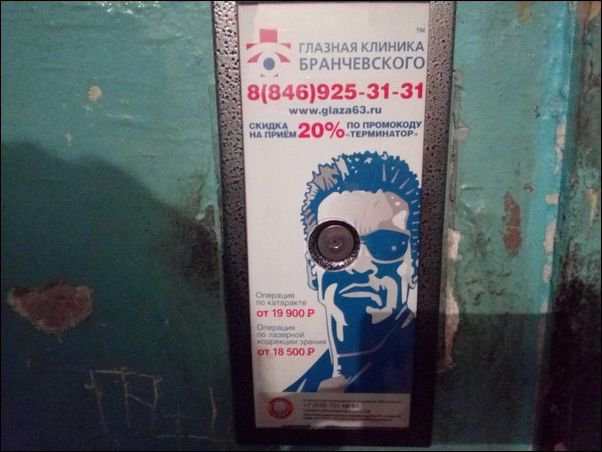 ГЛАЗНАЯ КЛИНИКА ™
БРАНЧЕВСКОГО
8(846)925-31-31
www.glaza63.ru
СКИДКА НА ПРИЁМ 20% ПО ПРОМОКОДУ «ТЕРМИНАТОР»
Операция
по катаракте
от 19 900 ₽
Операция
по лазерной
коррекции зрения
от 18 500 ₽